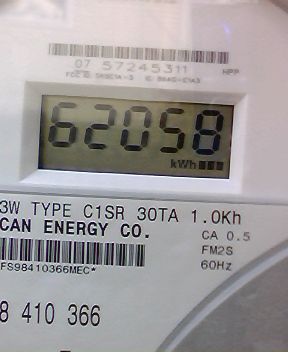 07 57245311
HPP
62058
kWh
3W TYPE C1SR 30TA 1.0Kh
CAN ENERGY CO.
CA 0.5
FM2S
60Hz
FS98410366MEC*
8 410 366